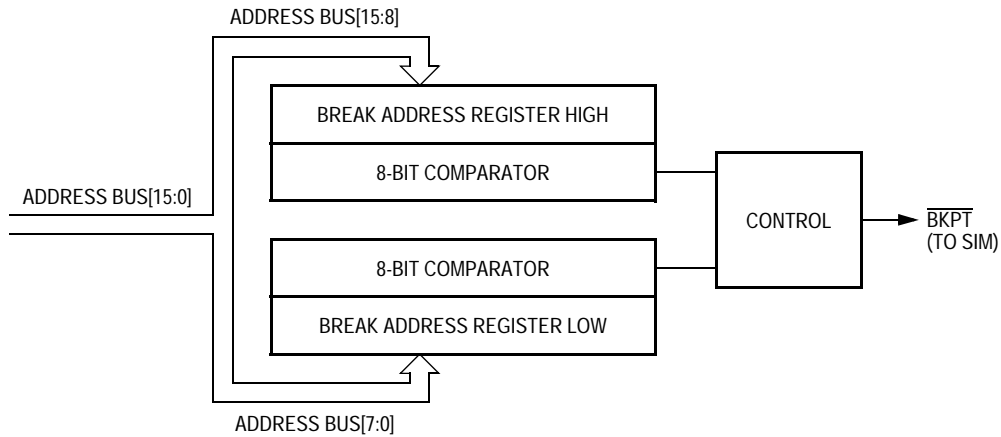 ADDRESS BUS[15:8]
BREAK ADDRESS REGISTER HIGH
8-BIT COMPARATOR
ADDRESS BUS[15:0]
CONTROL
BKPT
(TO SIM)
8-BIT COMPARATOR
BREAK ADDRESS REGISTER LOW
ADDRESS BUS[7:0]